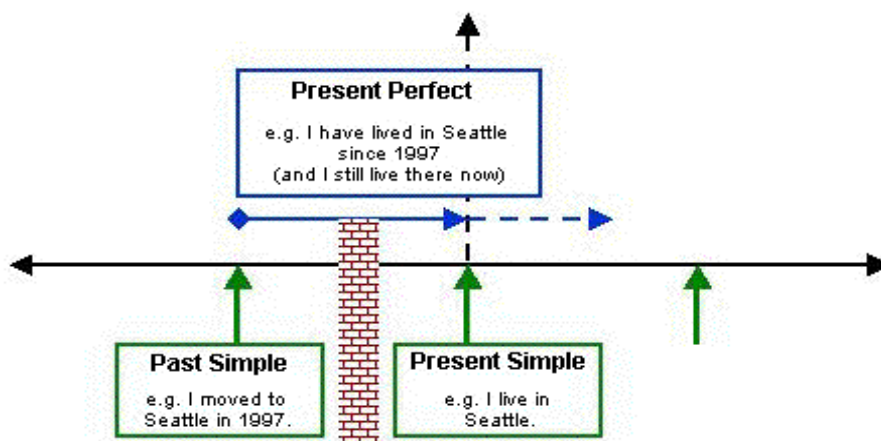 Present Perfect
e.g. I have lived in Seattle
since 1997
(and I still live there now)
Past Simple
e.g. I moved to
Seattle in 1997.
Present Simple
e.g. I live in
Seattle.